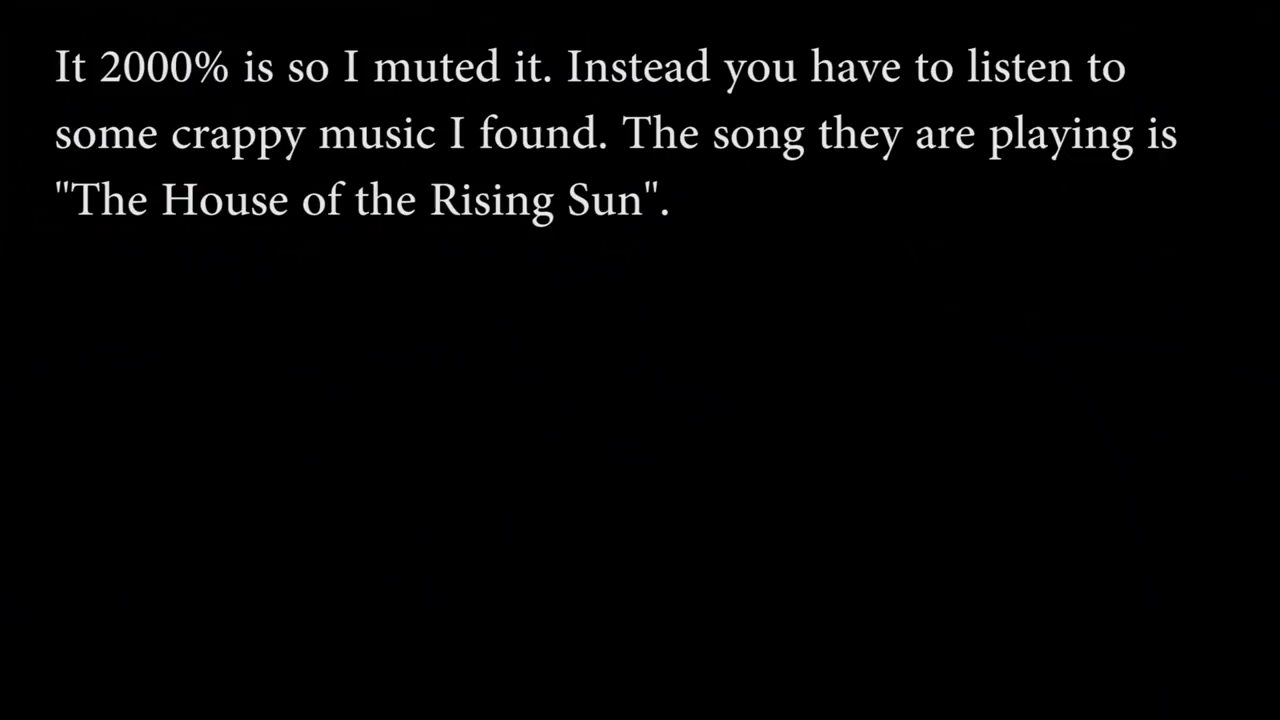 It 2000% is so I muted it. Instead you have to listen to
some crappy music I found. The song they are playing is
"The House of the Rising Sun".